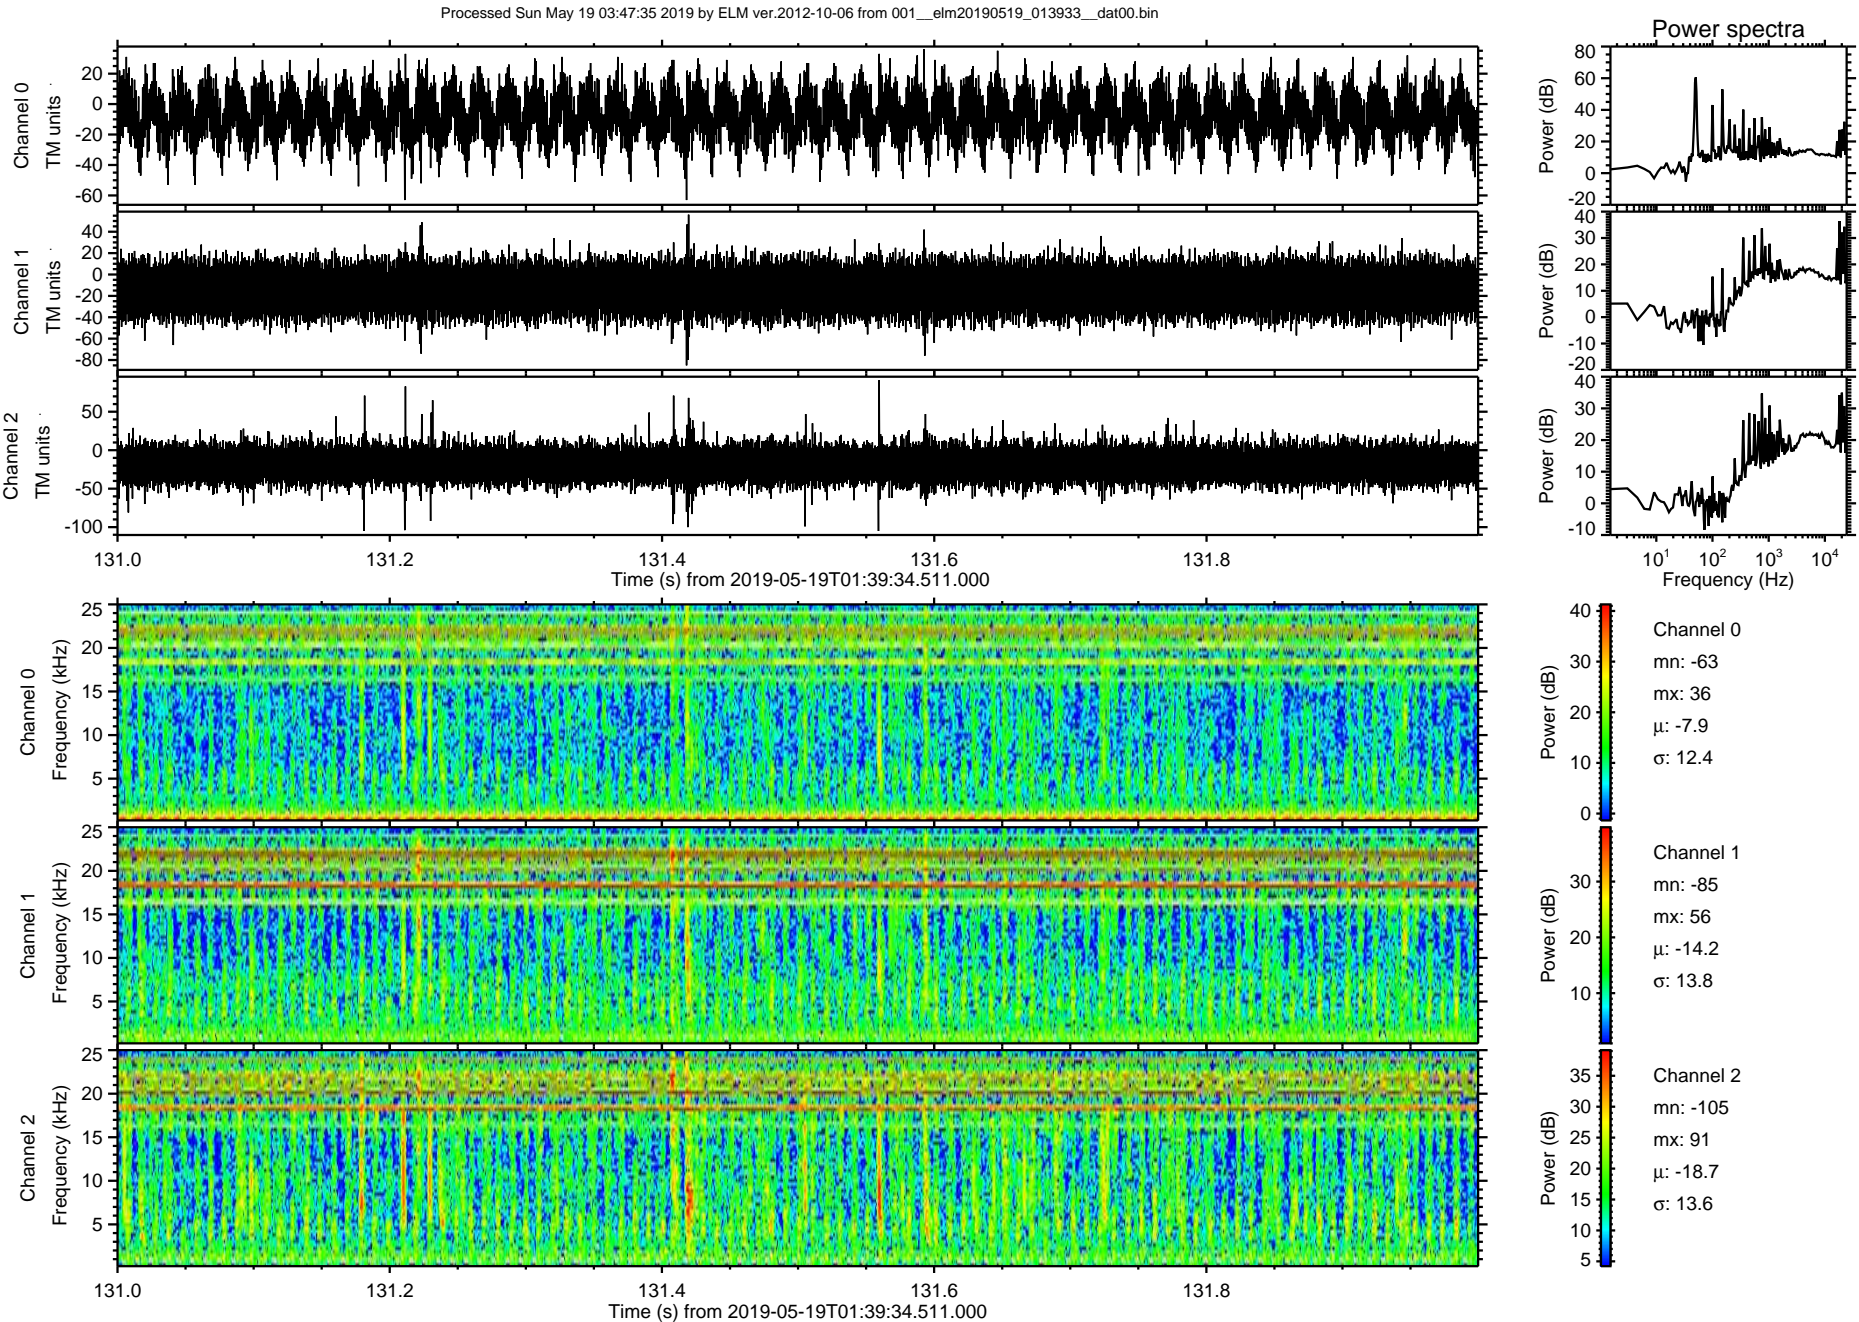 Processed Sun May 19 03:47:35 2019 by ELM ver.2012-10-06 from 001__elm20190519_013933__dat00.bin
Power spectra
Channel 0
TM units
20
0
-20
-40
-60
Power (dB)
80
60
40
20
0
-20
Channel 1
TM units
40
20
0
-20
-40
-60
-80
Power (dB)
40
30
20
10
0
-10
-20
Channel 2
TM units
50
0
-50
-100
Power (dB)
40
30
20
10
0
-10
131.0 131.2 131.4 131.6 131.8
Time (s) from 2019-05-19T01:39:34.511.000
10¹ 10² 10³ 10⁴
Frequency (Hz)
Channel 0
Frequency (kHz)
25
20
15
10
5
Power (dB)
40
30
20
10
0
Channel 0
mn: -63
mx: 36
μ: -7.9
σ: 12.4
Channel 1
Frequency (kHz)
25
20
15
10
5
Power (dB)
30
20
10
Channel 1
mn: -85
mx: 56
μ: -14.2
σ: 13.8
Channel 2
Frequency (kHz)
25
20
15
10
5
Power (dB)
35
30
25
20
15
10
5
Channel 2
mn: -105
mx: 91
μ: -18.7
σ: 13.6
131.0 131.2 131.4 131.6 131.8
Time (s) from 2019-05-19T01:39:34.511.000